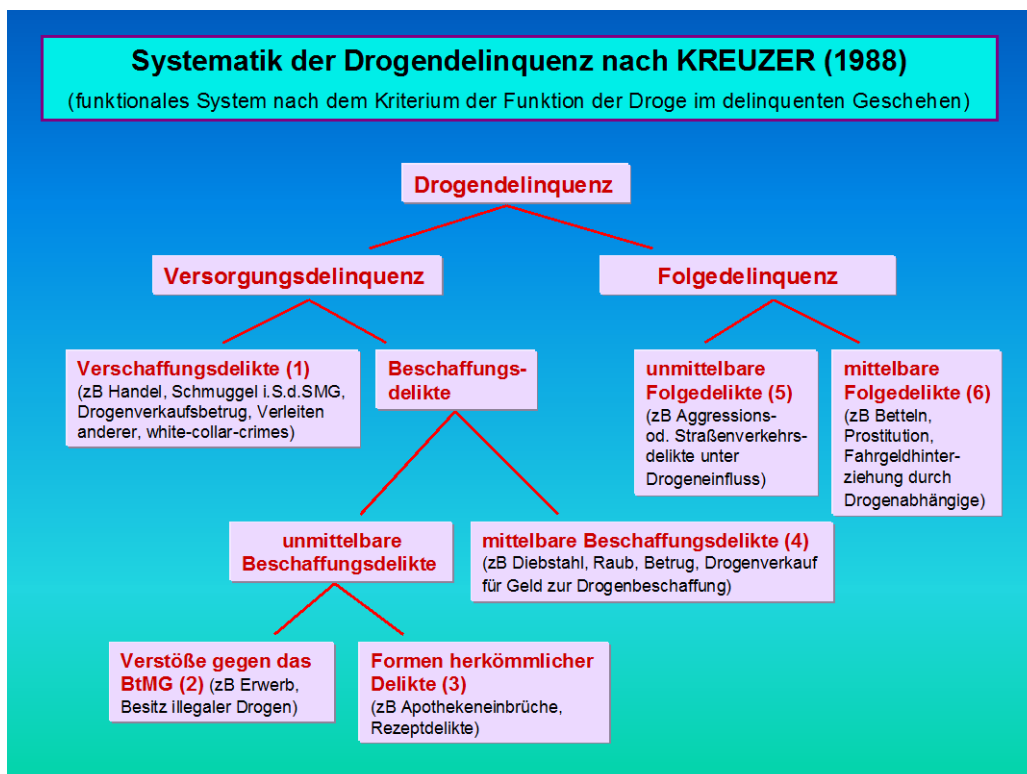 Systematik der Drogendelinquenz nach KREUZER (1988)
(funktionales System nach dem Kriterium der Funktion der Droge im delinquenten Geschehen)
Drogendelinquenz
Versorgungsdelinquenz
Folgedelinquenz
Verschaffungsdelikte (1)
(zB Handel, Schmuggel i.S.d.SMG,
Drogenverkaufsbetrug, Verleiten
anderer, white-collar-crimes)
Beschaffungs-
delikte
unmittelbare
Folgedelikte (5)
(zB Aggressions-
od. Straßenverkehrs-
delikte unter
Drogeneinfluss)
mittelbare
Folgedelikte (6)
(zB Betteln,
Prostitution,
Fahrgeldhinter-
ziehung durch
Drogenabhängige)
unmittelbare
Beschaffungsdelikte
mittelbare Beschaffungsdelikte (4)
(zB Diebstahl, Raub, Betrug, Drogenverkauf
für Geld zur Drogenbeschaffung)
Verstöße gegen das
BtMG (2) (zB Erwerb,
Besitz illegaler Drogen)
Formen herkömmlicher
Delikte (3)
(zB Apothekeneinbrüche,
Rezeptdelikte)